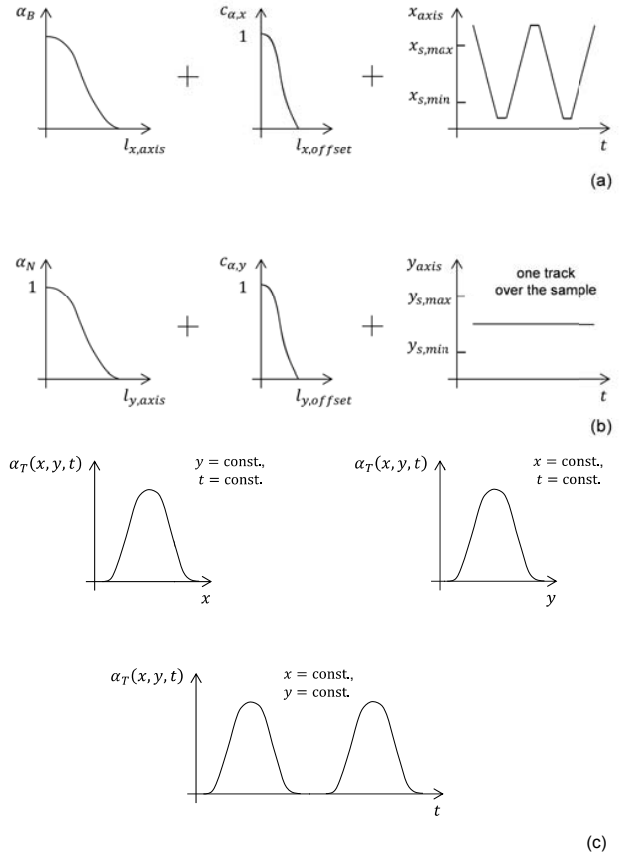 α_B
l_{x,axis}
+
c_{α,x}
1
l_{x,offset}
+
x_{axis}
x_{s,max}
x_{s,min}
t
(a)
α_N
1
l_{y,axis}
+
c_{α,y}
1
l_{y,offset}
+
y_{axis}
y_{s,max}
y_{s,min}
one track
over the sample
t
(b)
α_T(x, y, t)
y = const.,
t = const.
x
α_T(x, y, t)
x = const.,
t = const.
y
α_T(x, y, t)
x = const.,
y = const.
t
(c)